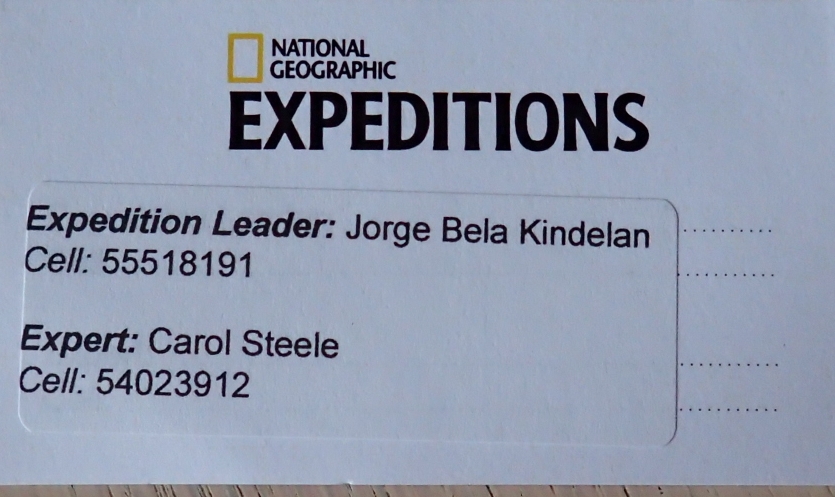 NATIONAL
GEOGRAPHIC
EXPEDITIONS
Expedition Leader: Jorge Bela Kindelan
Cell: 55518191
Expert: Carol Steele
Cell: 54023912